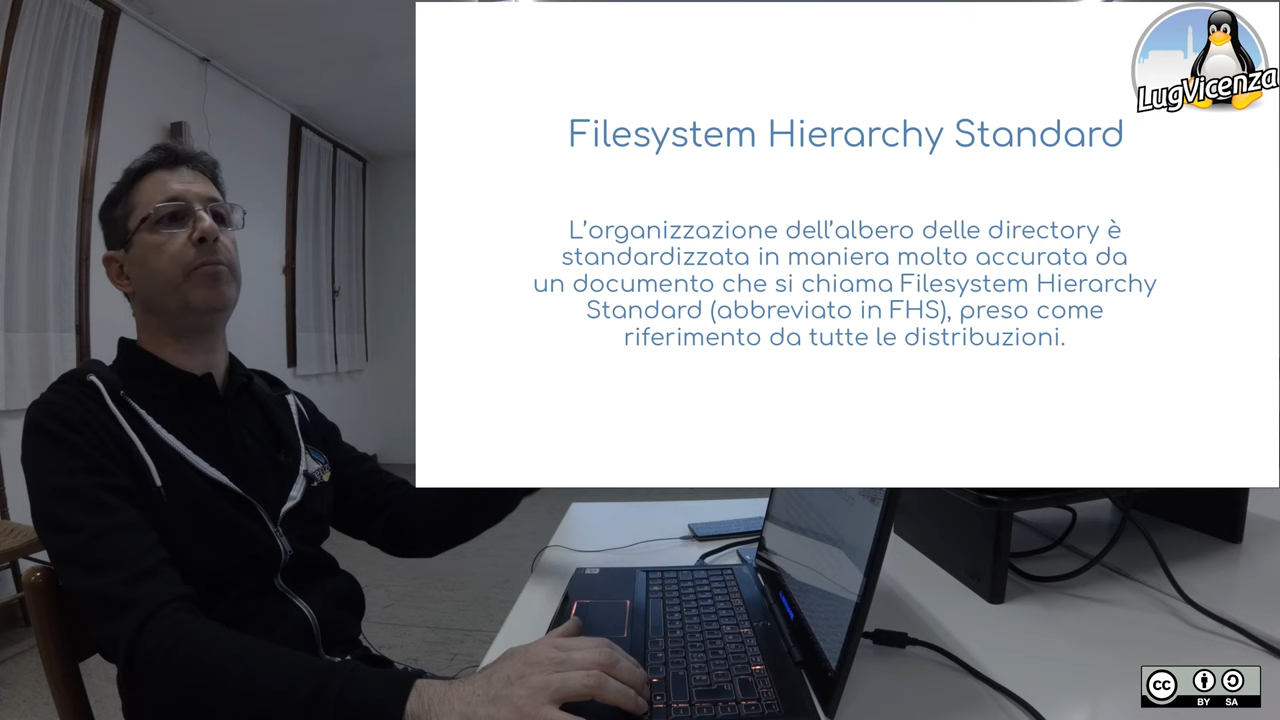 LugVicenza
Filesystem Hierarchy Standard
L'organizzazione dell'albero delle directory è
standardizzata in maniera molto accurata da
un documento che si chiama Filesystem Hierarchy
Standard (abbreviato in FHS), preso come
riferimento da tutte le distribuzioni.
cc
BY SA